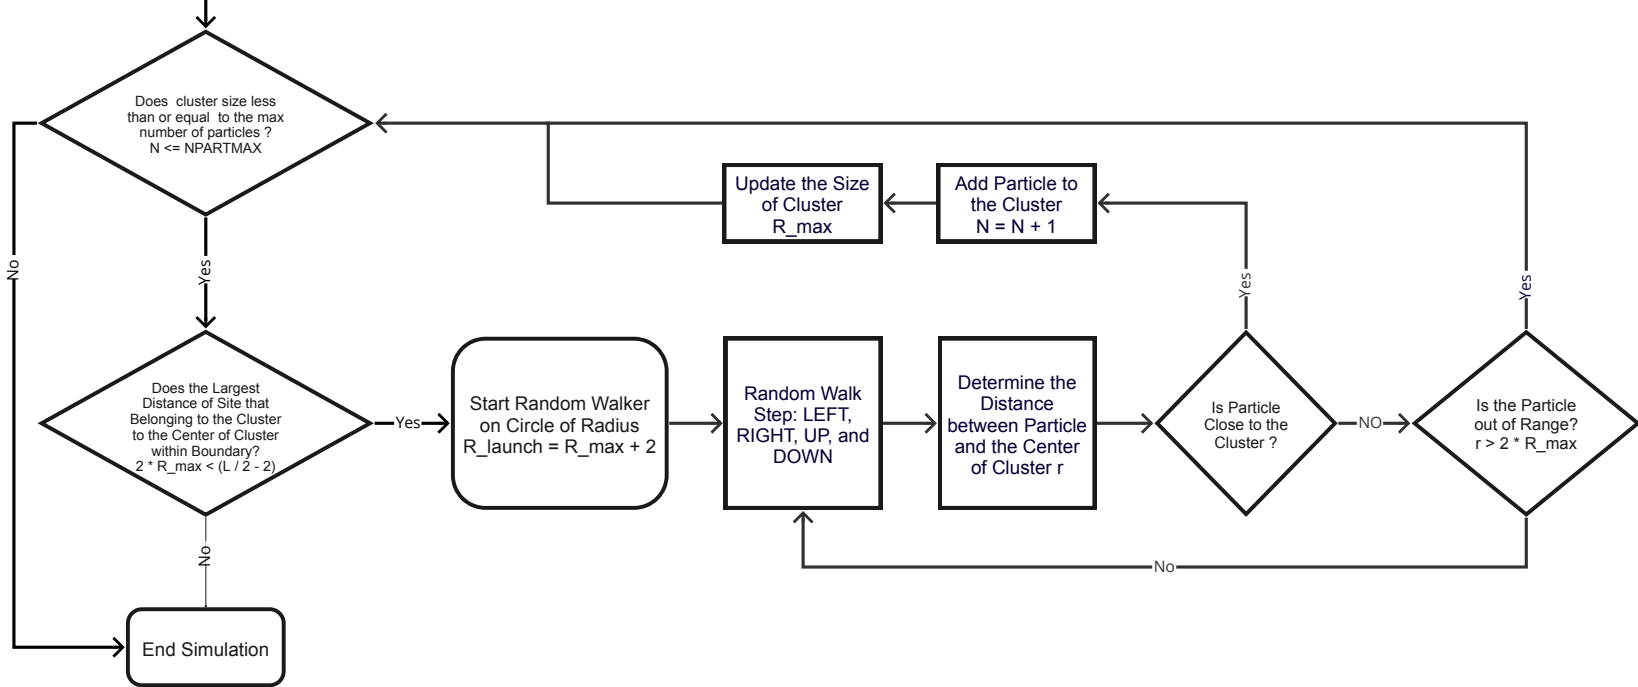 Does cluster size less
than or equal to the max
number of particles ?
N <= NPARTMAX
Update the Size
of Cluster
R_max
Add Particle to
the Cluster
N = N + 1
No
Yes
Yes
Yes
Does the Largest
Distance of Site that
Belonging to the Cluster
to the Center of Cluster
within Boundary?
2 * R_max < (L / 2 - 2)
Yes
Start Random Walker
on Circle of Radius
R_launch = R_max + 2
Random Walk
Step: LEFT,
RIGHT, UP, and
DOWN
Determine the
Distance
between Particle
and the Center
of Cluster r
Is Particle
Close to the
Cluster ?
NO
Is the Particle
out of Range?
r > 2 * R_max
No
No
End Simulation